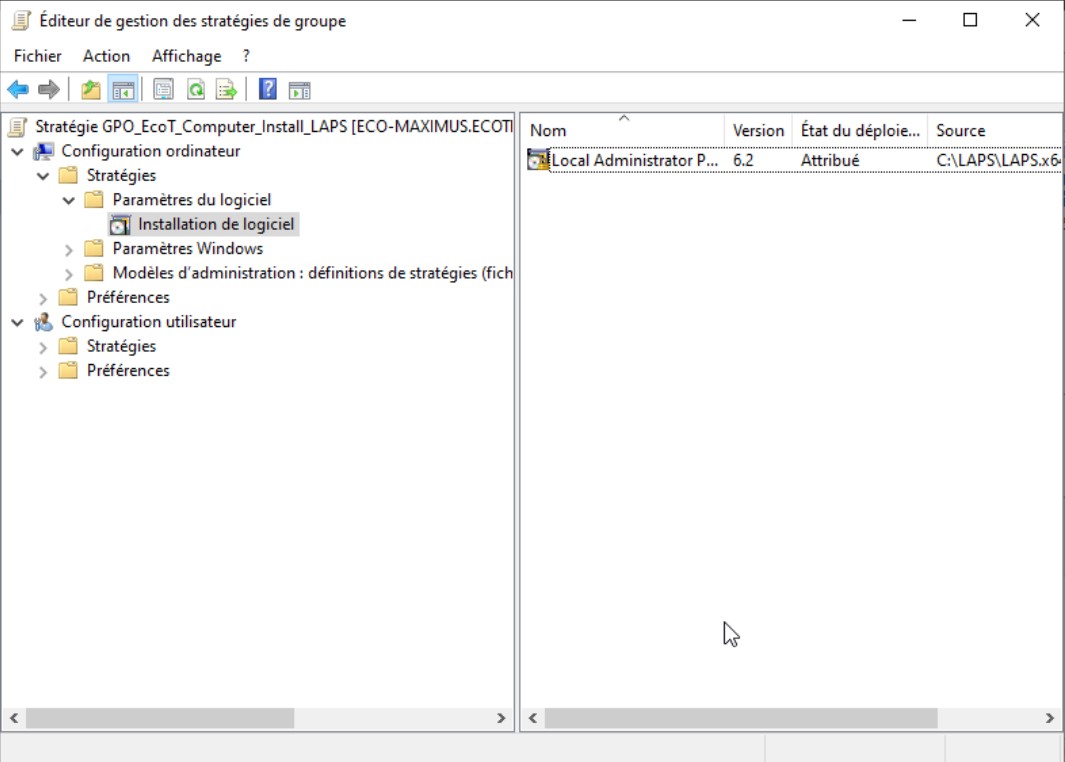 Éditeur de gestion des stratégies de groupe
Fichier Action Affichage ?
Stratégie GPO_EcoT_Computer_Install_LAPS [ECO-MAXIMUS.ECOTI
Configuration ordinateur
Stratégies
Paramètres du logiciel
Installation de logiciel
Paramètres Windows
Modèles d'administration : définitions de stratégies (fich
Préférences
Configuration utilisateur
Stratégies
Préférences
Nom Version État du déploie... Source
Local Administrator P... 6.2 Attribué C:\LAPS\LAPS.x6